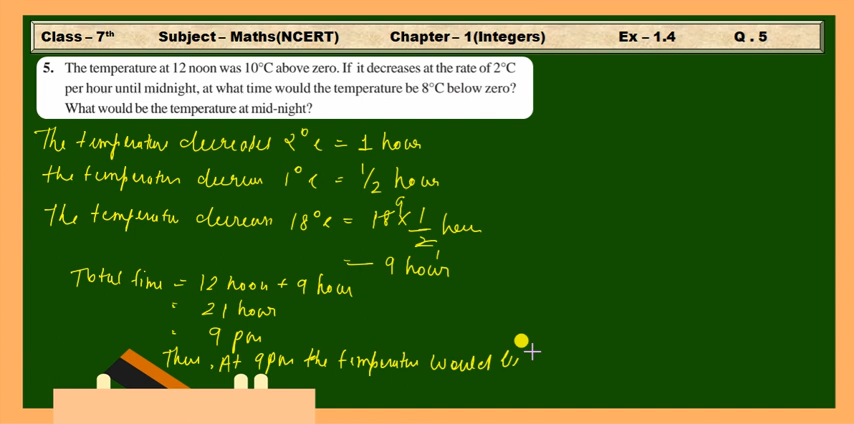 Class – 7th Subject – Maths(NCERT) Chapter – 1(Integers) Ex – 1.4 Q . 5
5. The temperature at 12 noon was 10°C above zero. If it decreases at the rate of 2°C
per hour until midnight, at what time would the temperature be 8°C below zero?
What would be the temperature at mid-night?
The temperature decreases 2°C = 1 hour
the temperature decrease 1°C = 1/2 hour
The temperature decrease 18°C = 18 9 × 1/2 hour
= 9 hour
Total time = 12 noon + 9 hour
= 21 hour
= 9 pm
Thus, At 9pm the temperature would